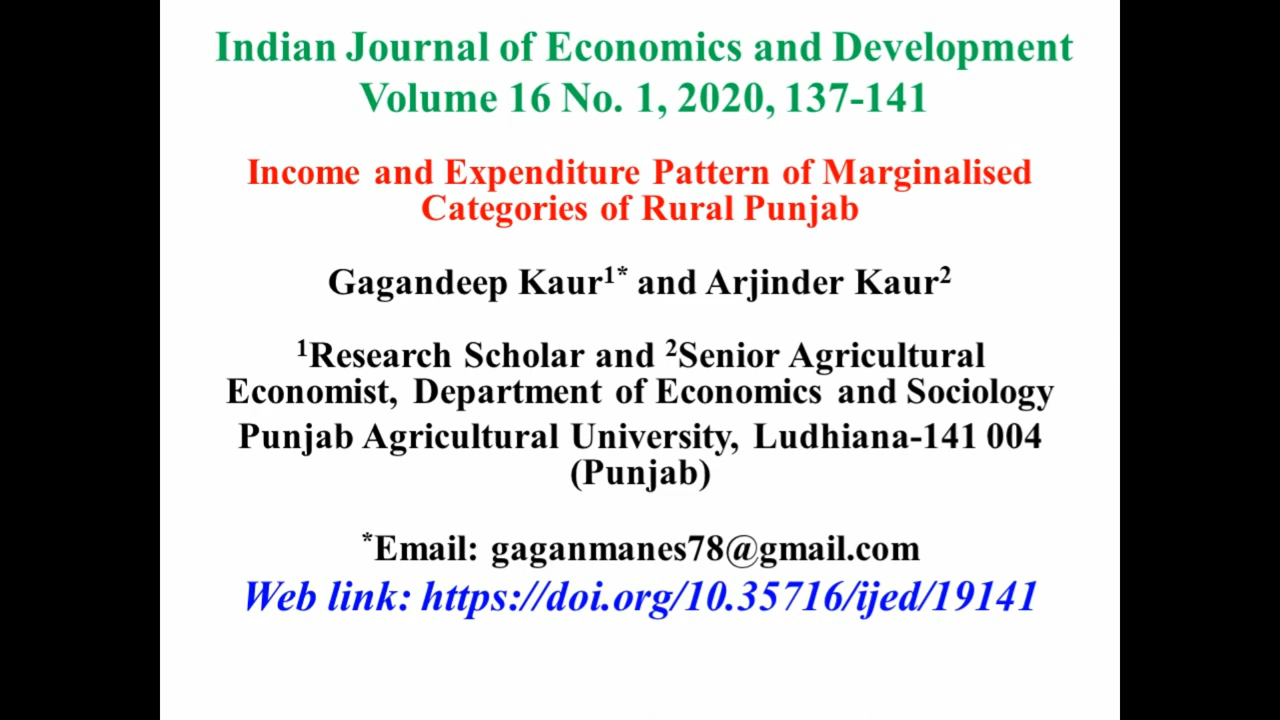 Indian Journal of Economics and Development
Volume 16 No. 1, 2020, 137-141
Income and Expenditure Pattern of Marginalised
Categories of Rural Punjab
Gagandeep Kaur¹* and Arjinder Kaur²
¹Research Scholar and ²Senior Agricultural
Economist, Department of Economics and Sociology
Punjab Agricultural University, Ludhiana-141 004
(Punjab)
*Email: gaganmanes78@gmail.com
Web link: https://doi.org/10.35716/ijed/19141